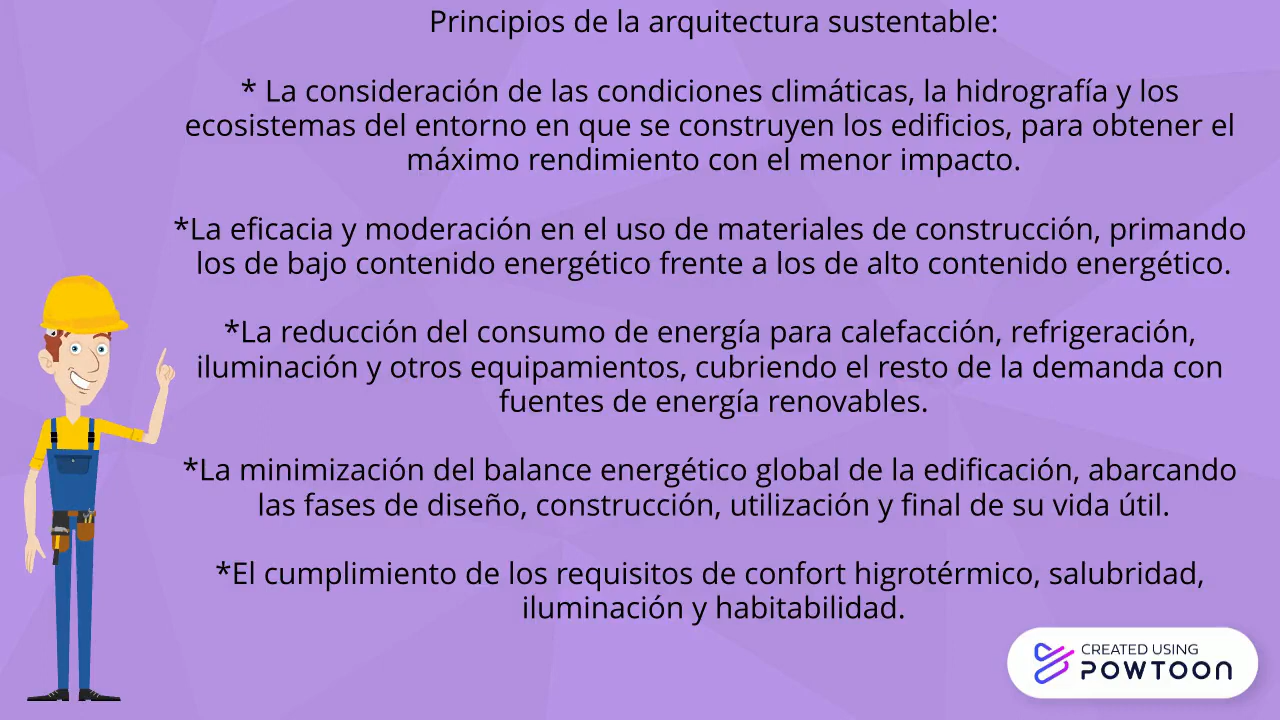 Principios de la arquitectura sustentable:
* La consideración de las condiciones climáticas, la hidrografía y los
ecosistemas del entorno en que se construyen los edificios, para obtener el
máximo rendimiento con el menor impacto.
*La eficacia y moderación en el uso de materiales de construcción, primando
los de bajo contenido energético frente a los de alto contenido energético.
*La reducción del consumo de energía para calefacción, refrigeración,
iluminación y otros equipamientos, cubriendo el resto de la demanda con
fuentes de energía renovables.
*La minimización del balance energético global de la edificación, abarcando
las fases de diseño, construcción, utilización y final de su vida útil.
*El cumplimiento de los requisitos de confort higrotérmico, salubridad,
iluminación y habitabilidad.
CREATED USING
POWTOON